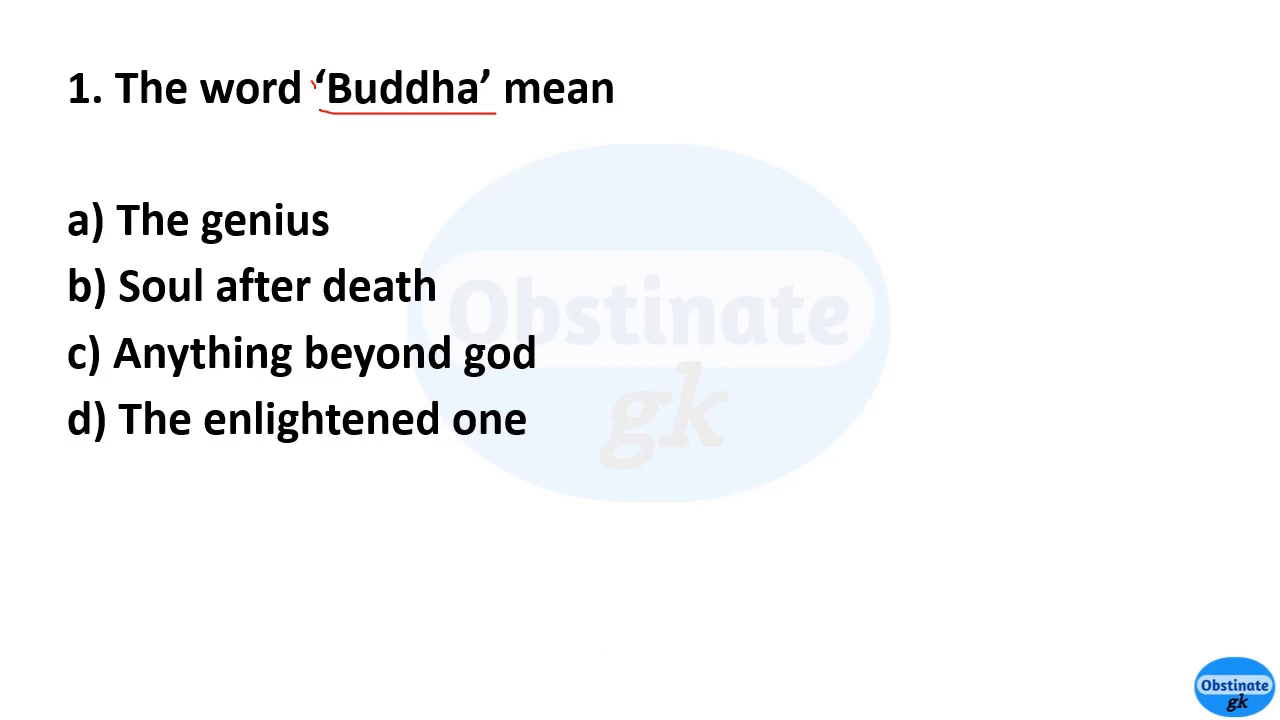 1. The word ‘Buddha’ mean
a) The genius
b) Soul after death
c) Anything beyond god
d) The enlightened one
Obstinate
gk
Obstinate
gk